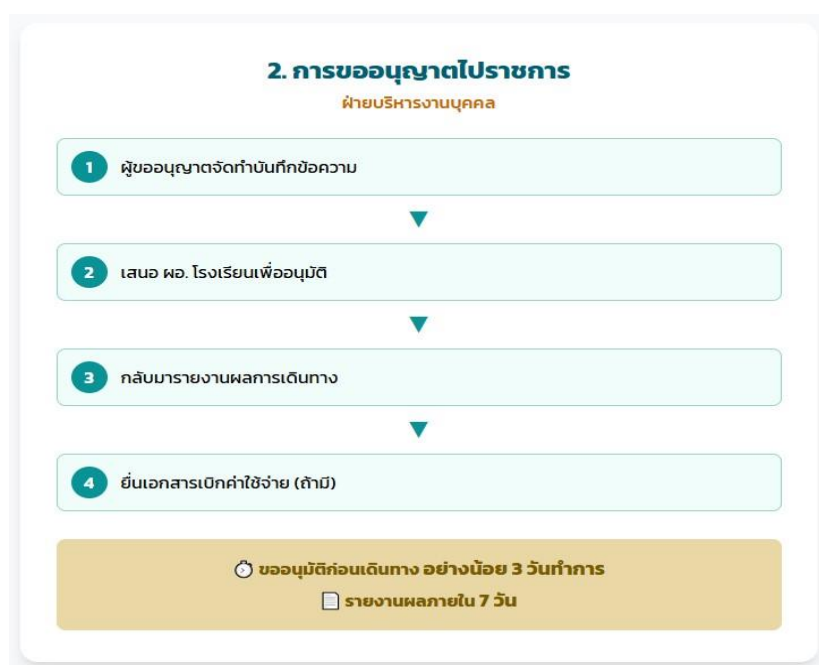 2. การขออนุญาตไปราชการ
ฝ่ายบริหารงานบุคคล
1 ผู้ขออนุญาตจัดทำบันทึกข้อความ
2 เสนอ ผอ. โรงเรียนเพื่ออนุมัติ
3 กลับมารายงานผลการเดินทาง
4 ยื่นเอกสารเบิกค่าใช้จ่าย (ถ้ามี)
ขออนุมัติก่อนเดินทาง อย่างน้อย 3 วันทำการ
รายงานผลภายใน 7 วัน